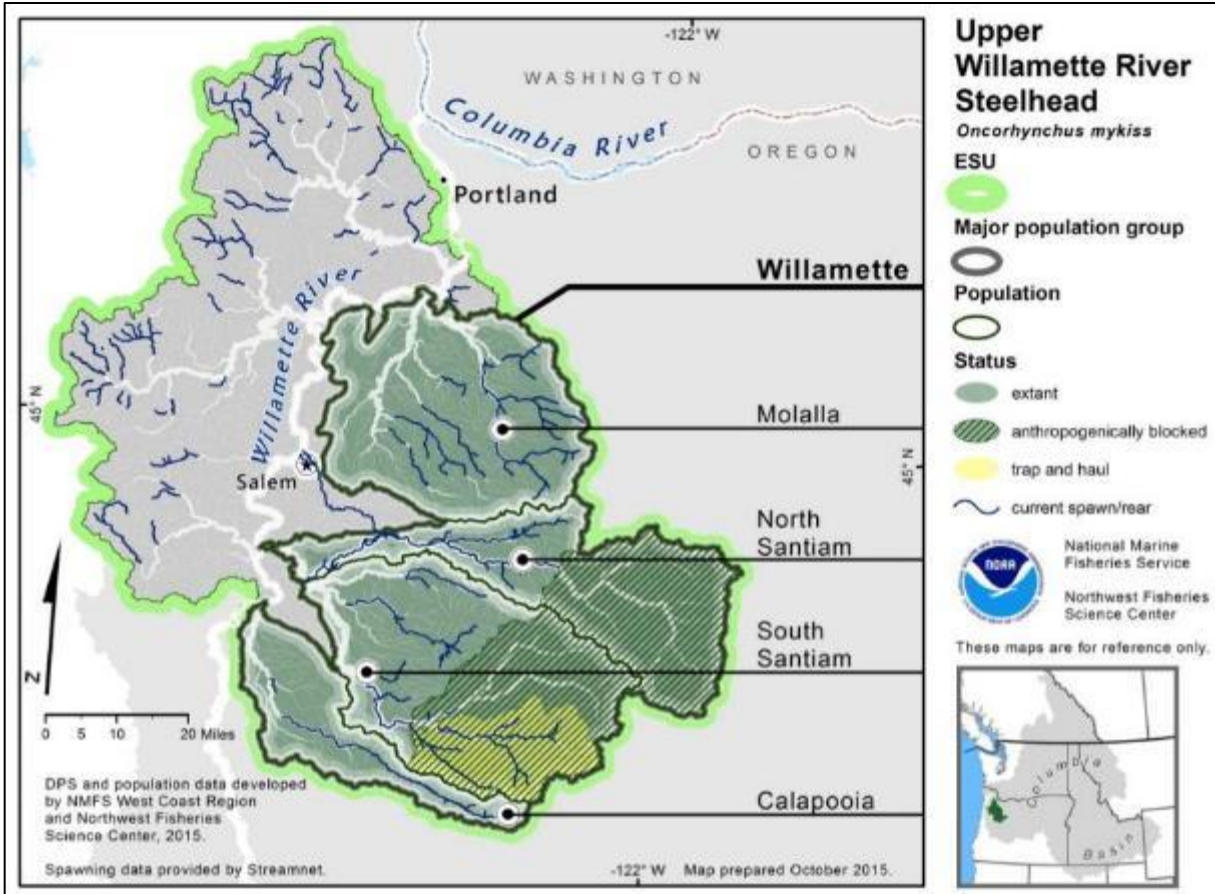 -122° W
WASHINGTON
Columbia River
OREGON
Portland
Willamette
Willamette River
Molalla
45° N
45° N
Salem
North
Santiam
South
Santiam
N
0 5 10 20 Miles
Calapooia
DPS and population data developed
by NMFS West Coast Region
and Northwest Fisheries
Science Center, 2015.
Spawning data provided by Streamnet.
-122° W
Map prepared October 2015.
Upper
Willamette River
Steelhead
Oncorhynchus mykiss
ESU
Major population group
Population
Status
extant
anthropogenically blocked
trap and haul
current spawn/rear
NOAA
National Marine
Fisheries Service
Northwest Fisheries
Science Center
These maps are for reference only.
Columbia
Basin